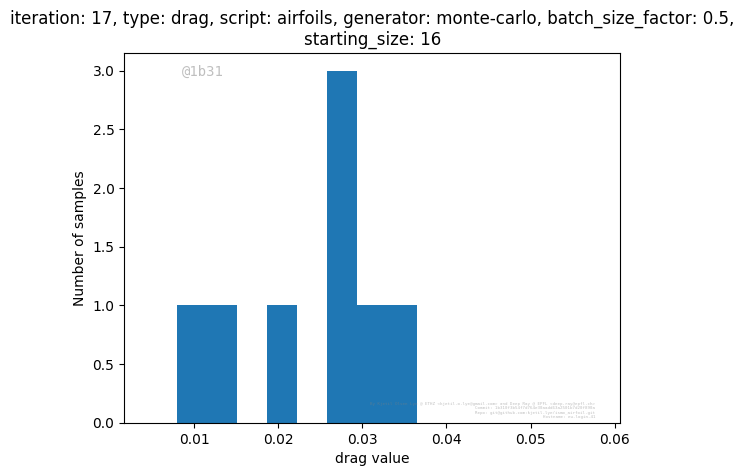 iteration: 17, type: drag, script: airfoils, generator: monte-carlo, batch_size_factor: 0.5,
starting_size: 16
@1b31
3.0
2.5
2.0
1.5
1.0
0.5
0.0
Number of samples
0.01 0.02 0.03 0.04 0.05 0.06
drag value